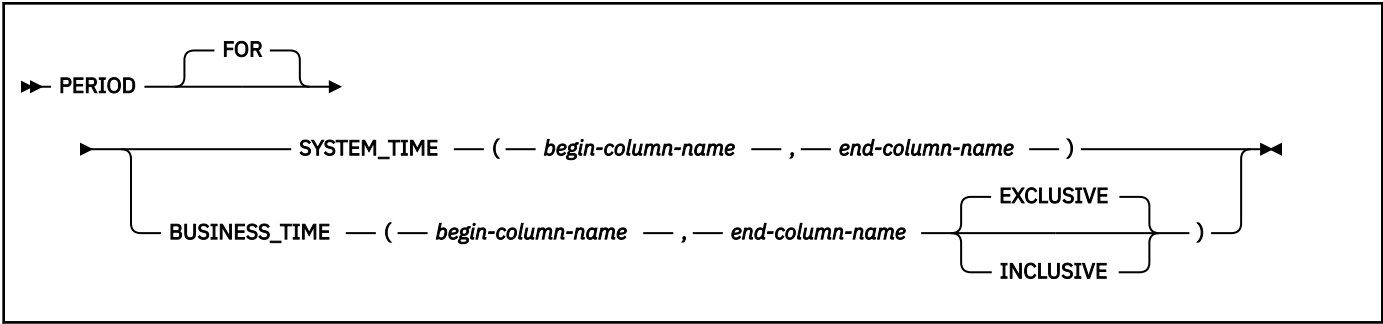 FOR
PERIOD
SYSTEM_TIME ( begin-column-name , end-column-name )
EXCLUSIVE
BUSINESS_TIME ( begin-column-name , end-column-name )
INCLUSIVE